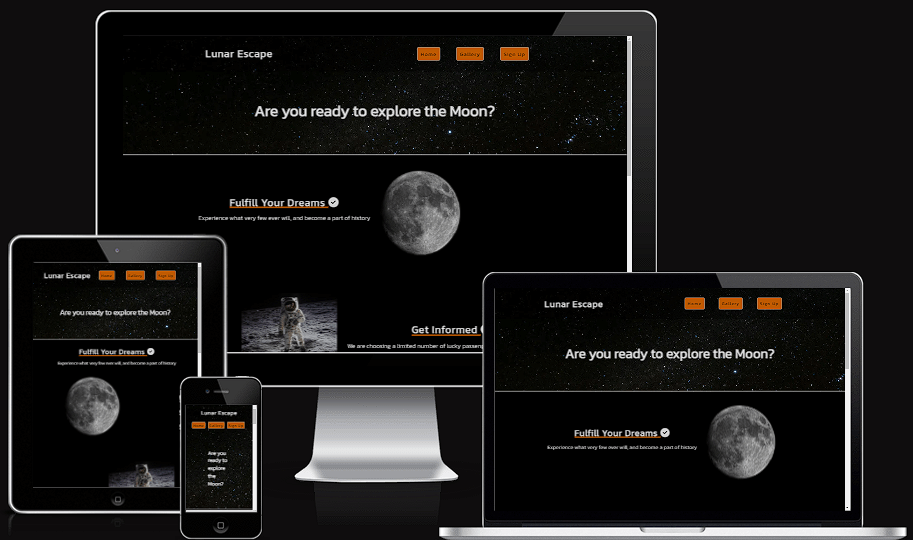 Lunar Escape
Home Gallery Sign Up
Are you ready to explore the Moon?
Fulfill Your Dreams
Experience what very few ever will, and become a part of history
Get Informed
We are choosing a limited number of lucky
Lunar Escape
Home Gallery Sign Up
Are you ready to explore the Moon?
Fulfill Your Dreams
Experience what very few ever will, and become a part of history
Lunar Escape
Home Gallery Sign Up
Are you
ready to
explore
the
Moon?
Lunar Escape
Home Gallery Sign Up
Are you ready to explore the Moon?
Fulfill Your Dreams
Experience what very few ever will, and become a part of history